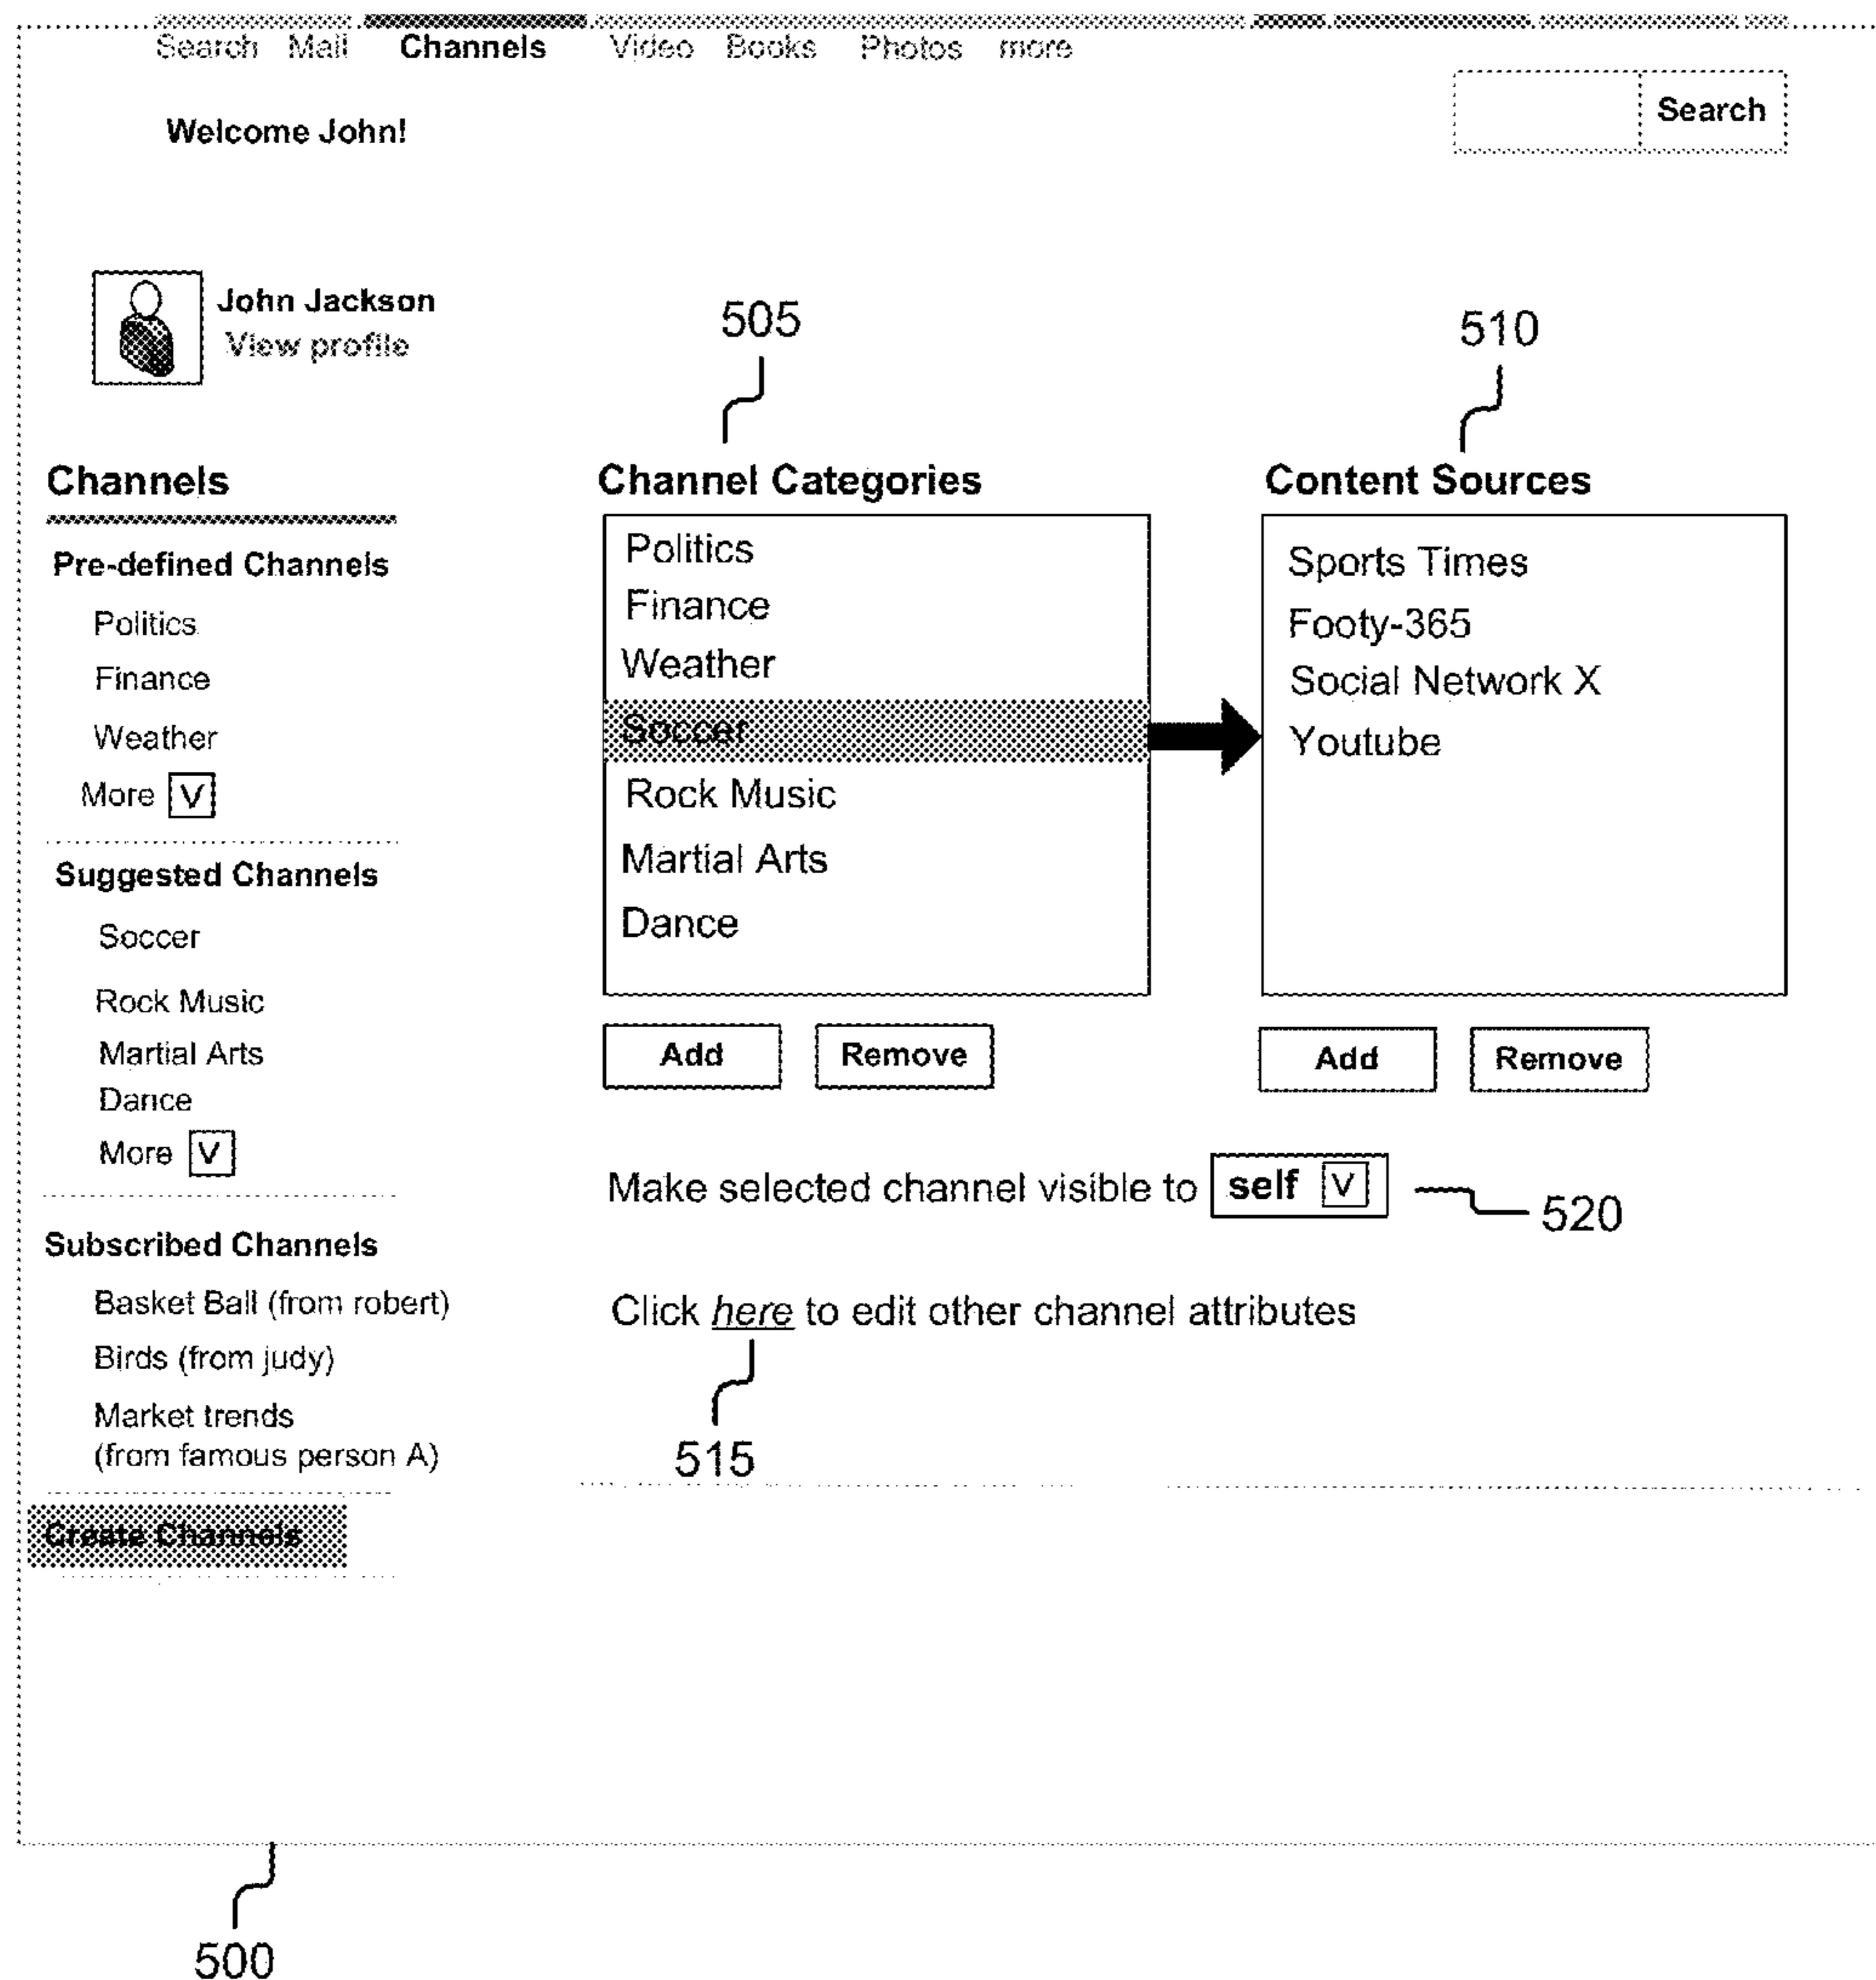 Search Mail Channels Video Books Photos more
Search
Welcome John!
John Jackson
View profile
505
510
Channels
Pre-defined Channels
Politics
Finance
Weather
More V
Suggested Channels
Soccer
Rock Music
Martial Arts
Dance
More V
Subscribed Channels
Basket Ball (from robert)
Birds (from judy)
Market trends
(from famous person A)
Create Channels
Channel Categories
Politics
Finance
Weather
Soccer
Rock Music
Martial Arts
Dance
Add Remove
Content Sources
Sports Times
Footy-365
Social Network X
Youtube
Add Remove
Make selected channel visible to self V
520
Click here to edit other channel attributes
515
500